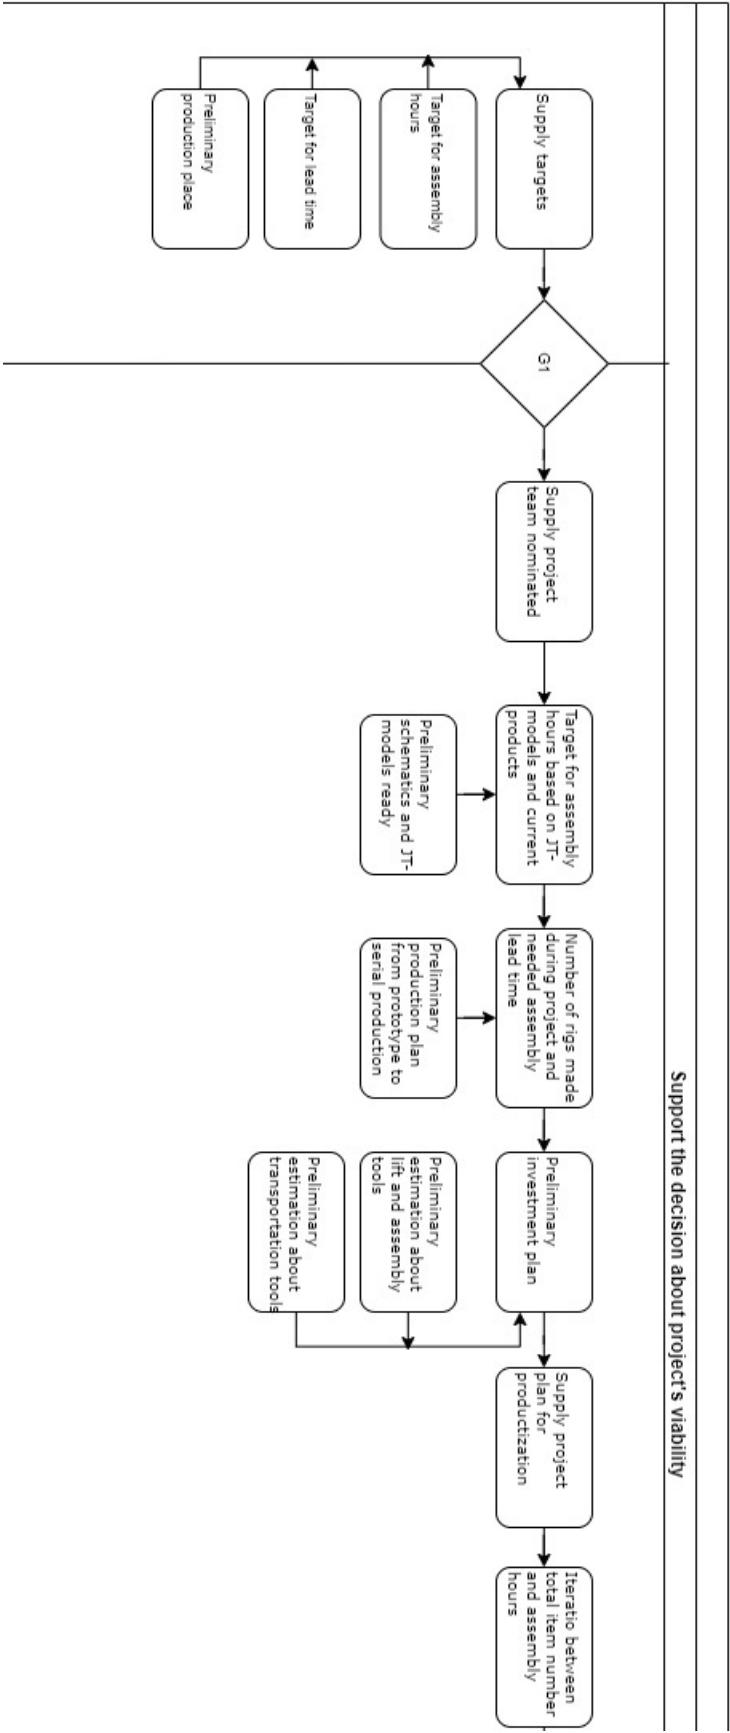 Support the decision about project's viability
Supply targets
Target for assembly
hours
Target for lead time
Preliminary
production place
G1
Supply project
team nominated
Target for assembly
hours based on JT-
models and current
products
Preliminary
schematics and JT-
models ready
Number of rigs made
during project and
needed assembly
lead time
Preliminary
production plan
from prototype to
serial production
Preliminary
investment plan
Preliminary
estimation about
lift and assembly
tools
Preliminary
estimation about
transportation tools
Supply project
plan for
productization
Iteratio between
total item number
and assembly
hours